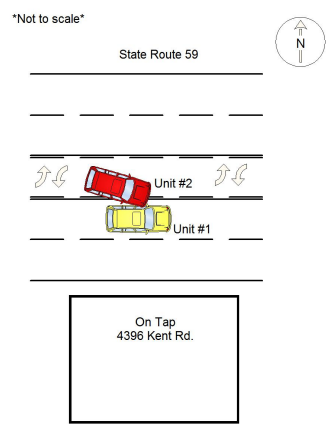 *Not to scale*
N
State Route 59
Unit #2
Unit #1
On Tap
4396 Kent Rd.